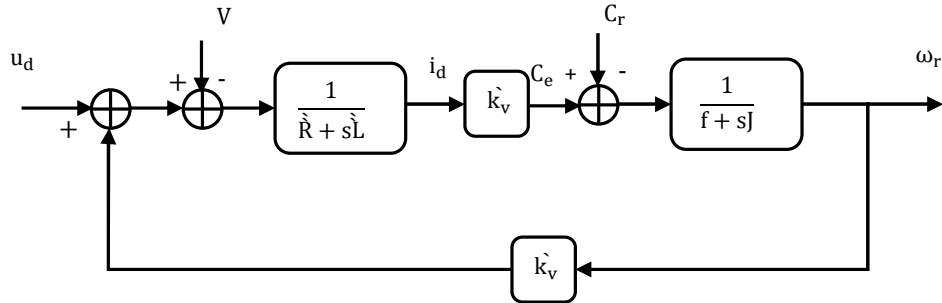 V
C_r
u_d
ω_r
+
-
i_d
C_e
+
-
1
R̀ + sL̀
k̀_v
1
f + sJ
+
k̀_v